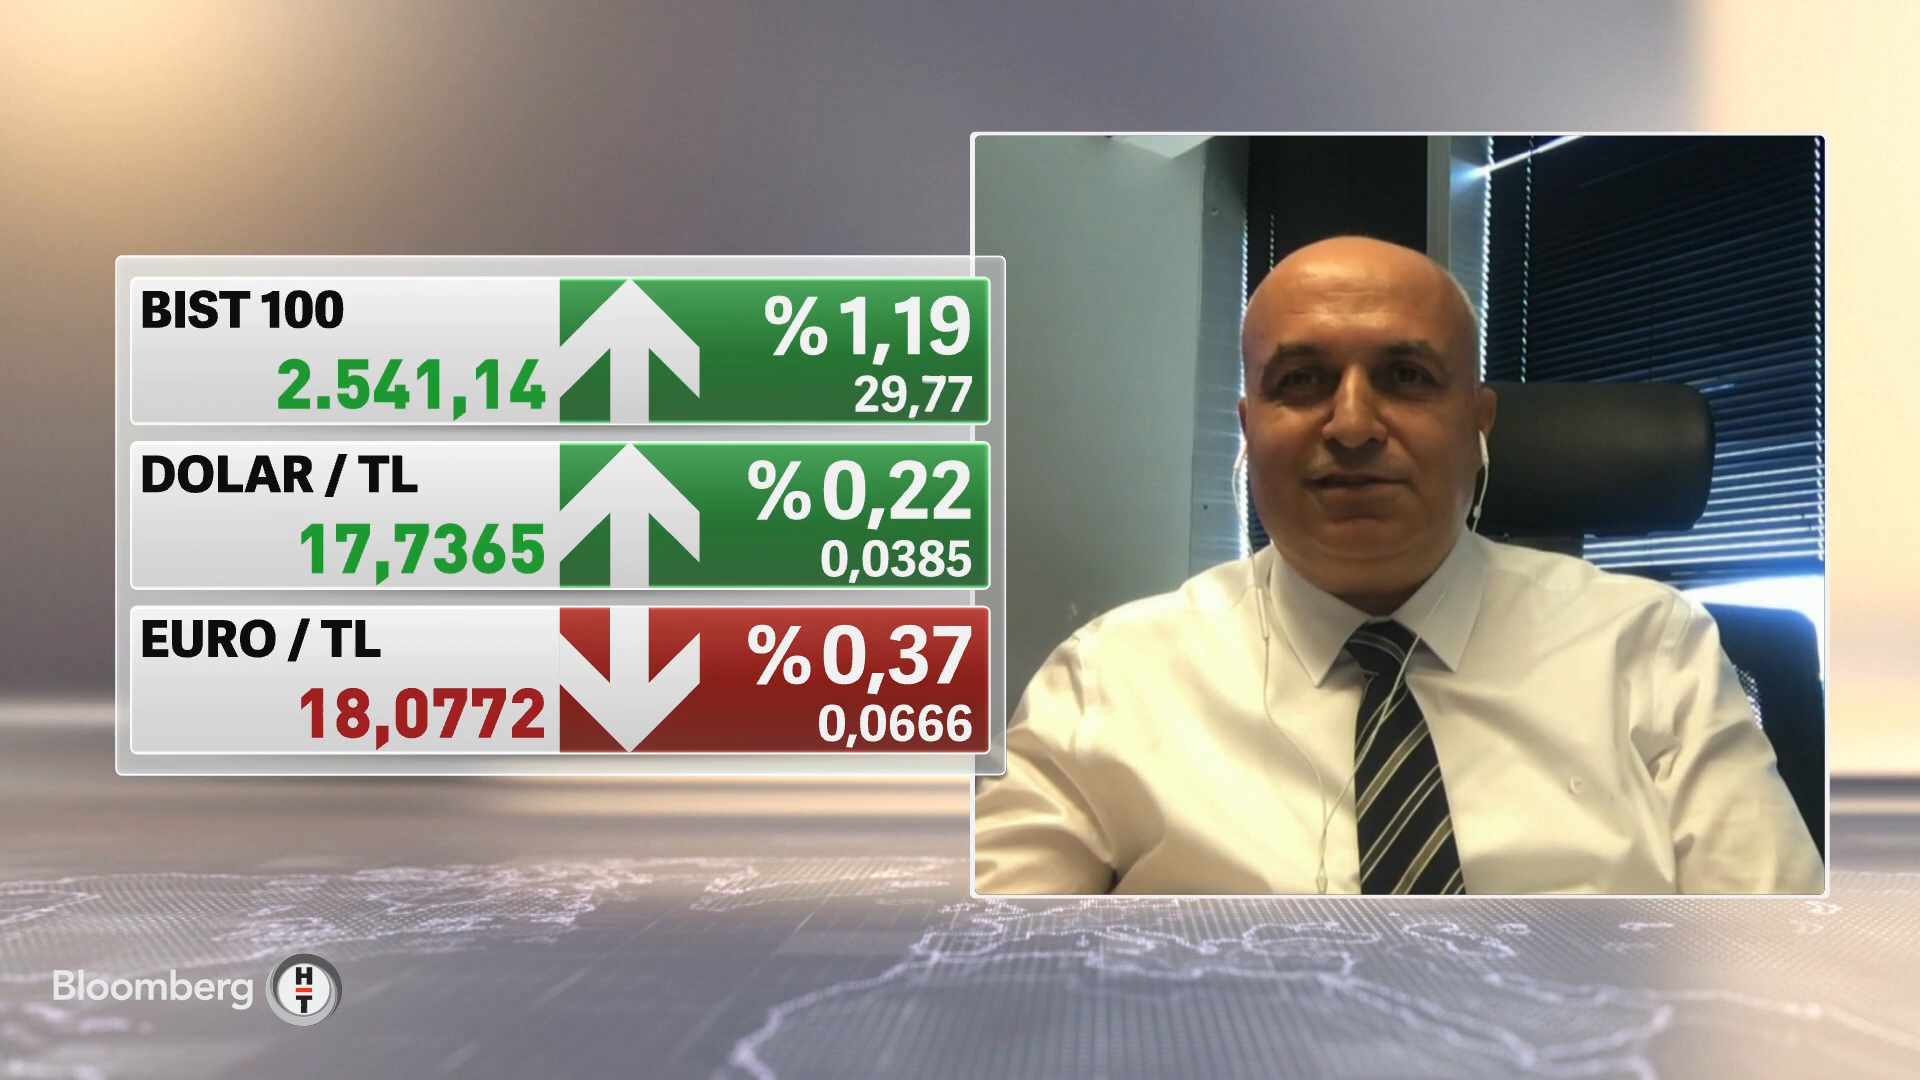 BIST 100
2.541,14
%1,19
29,77
DOLAR / TL
17,7365
%0,22
0,0385
EURO / TL
18,0772
%0,37
0,0666
Bloomberg HT